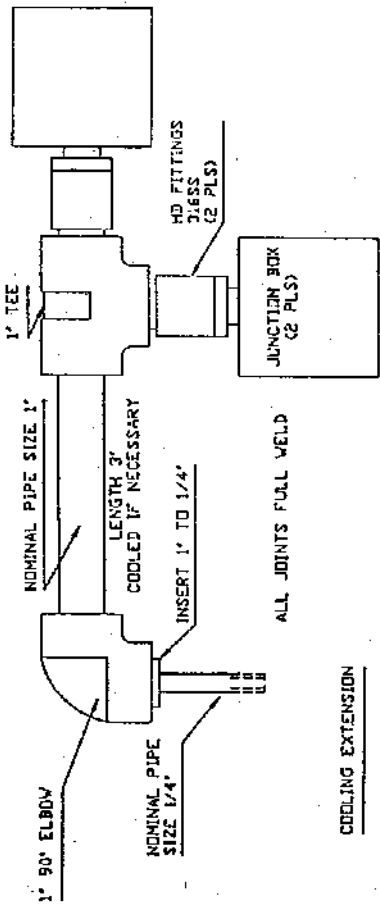 1' TEE
NOMINAL PIPE SIZE 1'
HD FITTINGS
316SS
(2 PLS)
LENGTH 3'
COOLED IF NECESSARY
JUNCTION BOX
(2 PLS)
INSERT 1' TO 1/4'
1' 90° ELBOW
NOMINAL PIPE
SIZE 1/4'
ALL JOINTS FULL WELD
COOLING EXTENSION